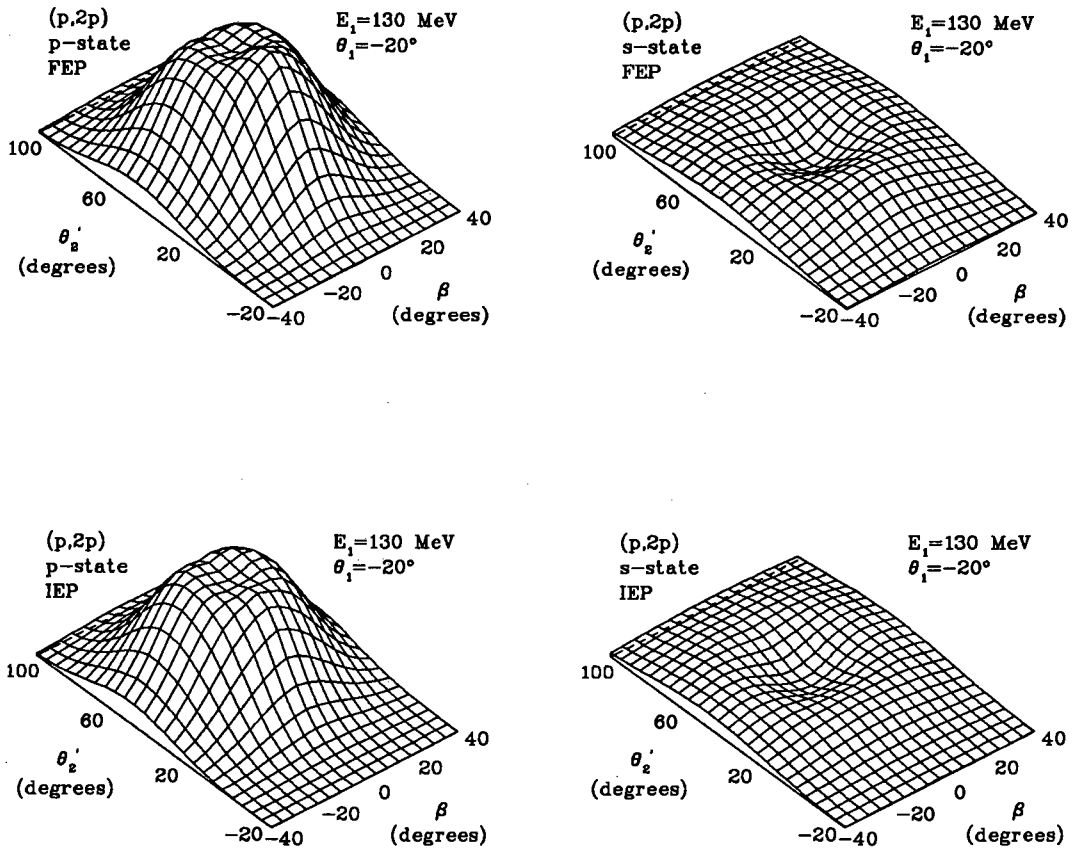 (p,2p)
p-state
FEP
E₁=130 MeV
θ₁=-20°
100
60
20
-20
θ₂'
(degrees)
-40
-20
0
20
40
β
(degrees)
(p,2p)
s-state
FEP
E₁=130 MeV
θ₁=-20°
100
60
20
-20
θ₂'
(degrees)
-40
-20
0
20
40
β
(degrees)
(p,2p)
p-state
IEP
E₁=130 MeV
θ₁=-20°
100
60
20
-20
θ₂'
(degrees)
-40
-20
0
20
40
β
(degrees)
(p,2p)
s-state
IEP
E₁=130 MeV
θ₁=-20°
100
60
20
-20
θ₂'
(degrees)
-40
-20
0
20
40
β
(degrees)